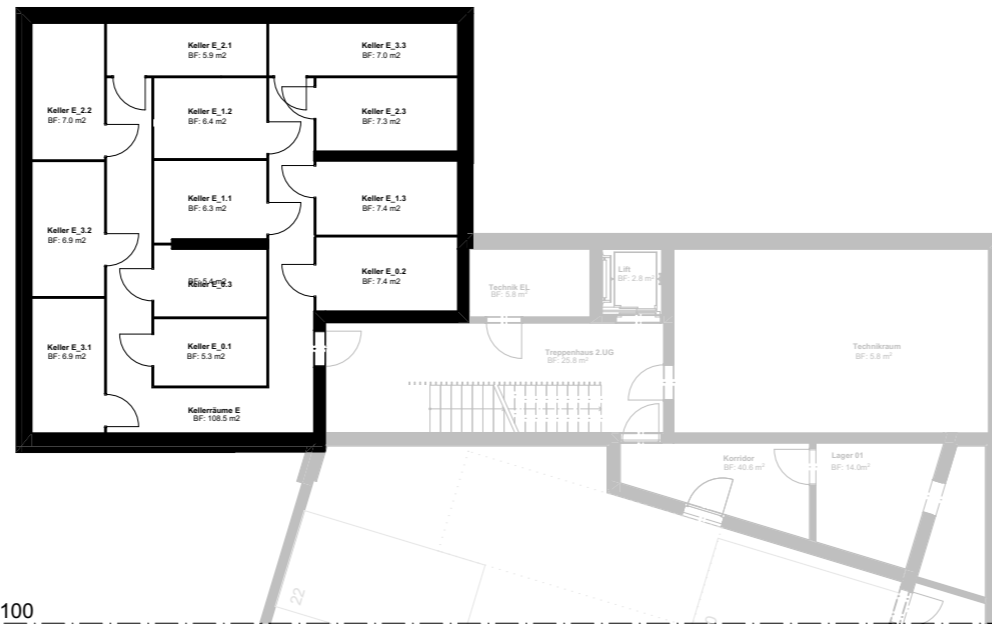 Keller E_2.1
BF: 5.9 m2
Keller E_3.3
BF: 7.0 m2
Keller E_2.2
BF: 7.0 m2
Keller E_1.2
BF: 6.4 m2
Keller E_2.3
BF: 7.3 m2
Keller E_1.1
BF: 6.3 m2
Keller E_1.3
BF: 7.4 m2
Keller E_3.2
BF: 6.9 m2
Keller E_0.3
Keller E_0.2
BF: 7.4 m2
Lift
BF: 2.8 m²
Technik EL
BF: 5.8 m²
Keller E_3.1
BF: 6.9 m2
Keller E_0.1
BF: 5.3 m2
Treppenhaus 2.UG
BF: 25.8 m²
Technikraum
BF: 5.8 m²
Kellerräume E
BF: 108.5 m2
Korridor
BF: 40.6 m²
Lager 01
BF: 14.0m²
22
100